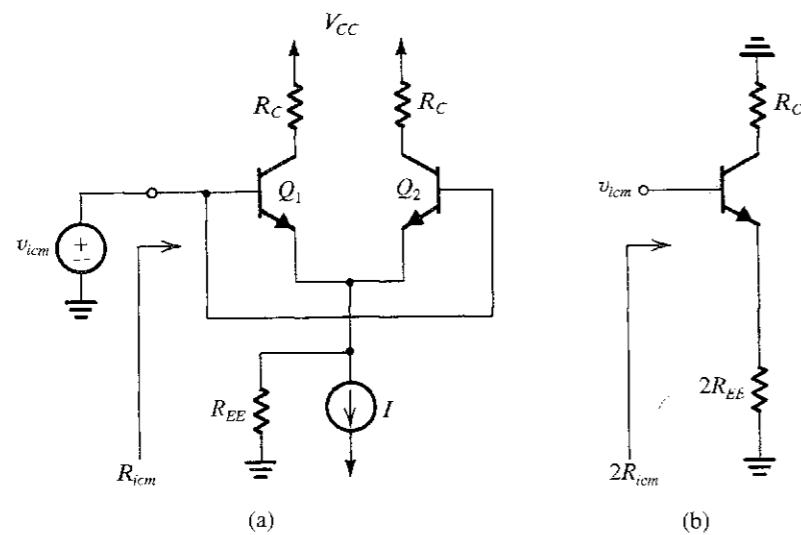 V_CC
R_C
R_C
R_C
Q_1
Q_2
v_icm
+
--
v_icm
R_EE
I
2R_EE
R_icm
2R_icm
(a)
(b)